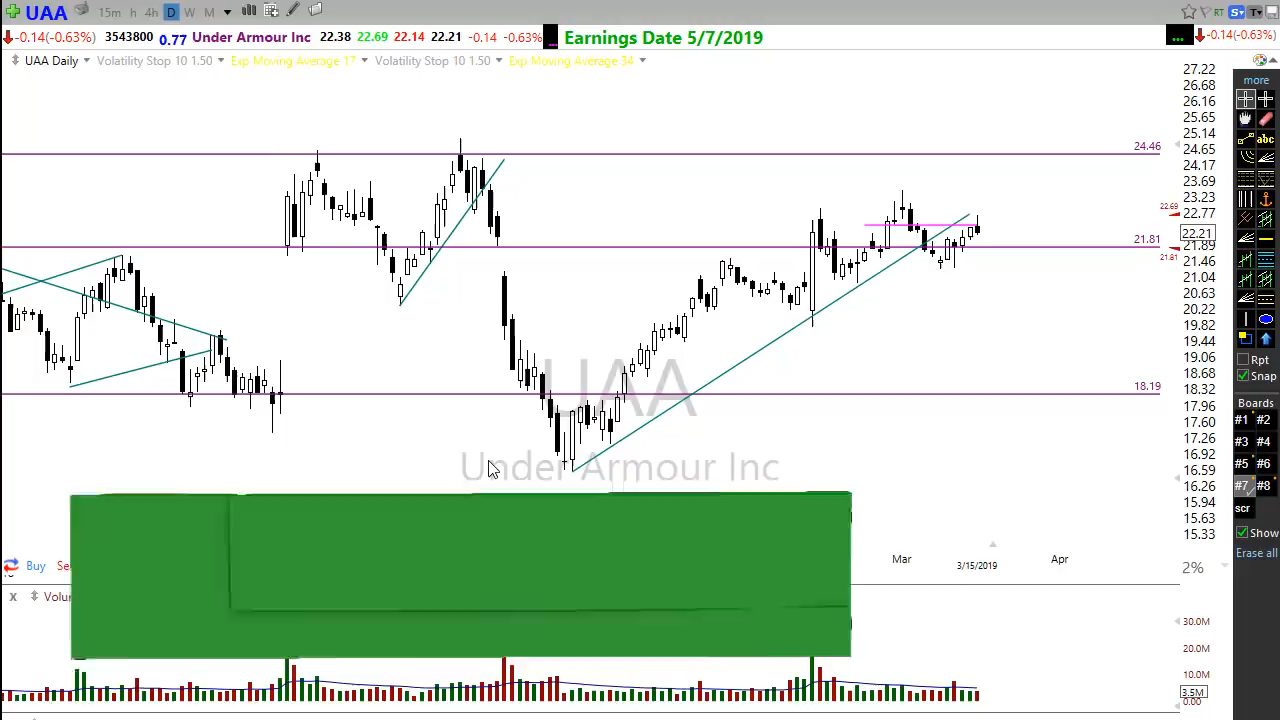 UAA 15m h 4h D W M
-0.14(-0.63%) 3543800 0.77 Under Armour Inc 22.38 22.69 22.14 22.21 -0.14 -0.63% Earnings Date 5/7/2019 ... -0.14(-0.63%)
RT S T
UAA Daily Volatility Stop 10 1.50 Exp Moving Average 17 Volatility Stop 10 1.50 Exp Moving Average 34
27.22
26.68
26.16
25.65
25.14
24.65
24.17
23.69
23.23
22.77
22.21
21.89
21.46
21.04
20.63
20.22
19.82
19.44
19.06
18.68
18.32
17.96
17.60
17.26
16.92
16.59
16.26
15.94
15.63
15.33
24.46
22.69
21.81
21.81
18.19
UAA
Under Armour Inc
more
abc
Rpt
Snap
Boards
#1 #2
#3 #4
#5 #6
#7 #8
scr
Show
Erase all
Buy Se
Mar 3/15/2019 Apr 2%
X Volu
30.0M
20.0M
10.0M
3.5M
0.00